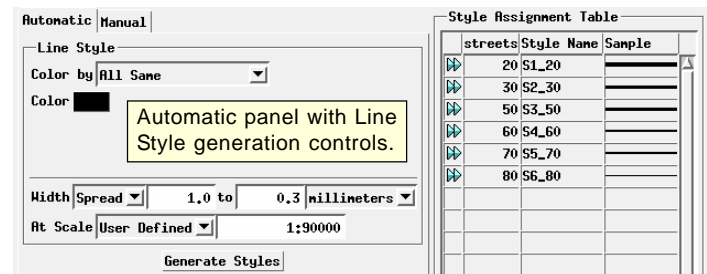 Automatic Manual
Line Style
Color by All Same
Color
Automatic panel with Line
Style generation controls.
Width Spread 1.0 to 0.3 millimeters
At Scale User Defined 1:90000
Generate Styles
Style Assignment Table
streets Style Name Sample
20 S1_20
30 S2_30
50 S3_50
60 S4_60
70 S5_70
80 S6_80